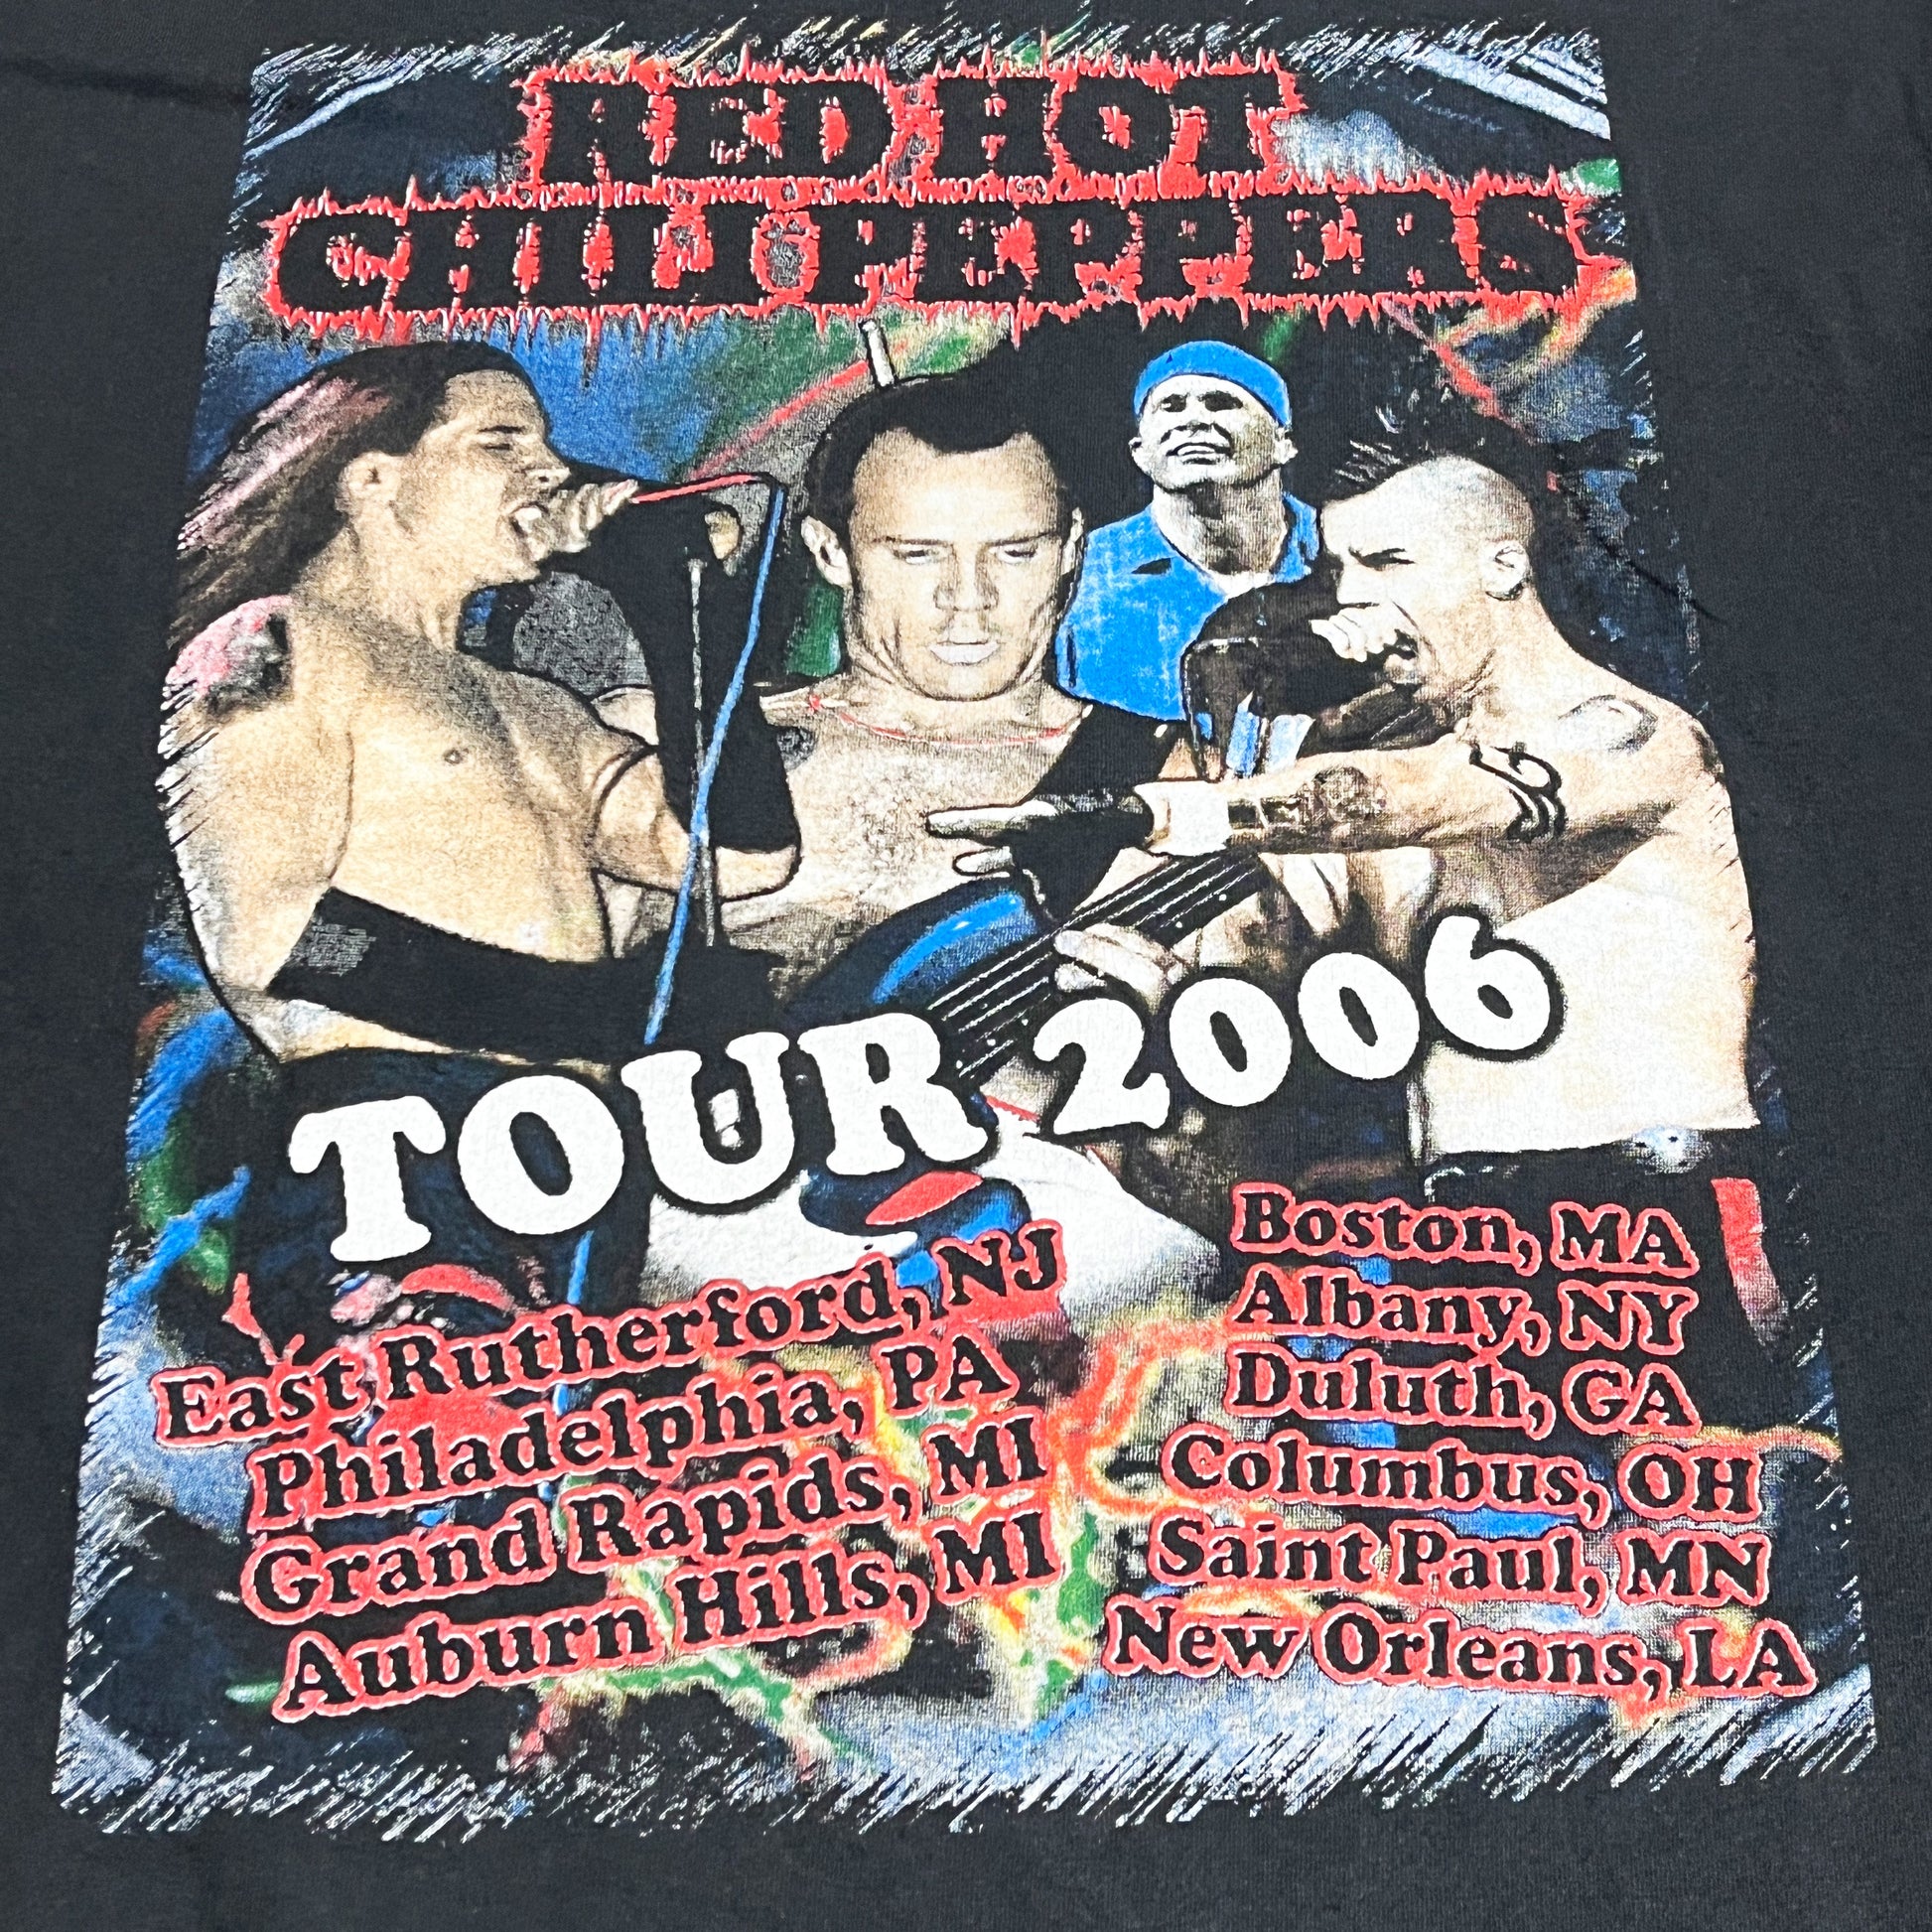 RED HOT
CHILI PEPPERS
TOUR 2006
East Rutherford, NJ
Philadelphia, PA
Grand Rapids, MI
Auburn Hills, MI
Boston, MA
Albany, NY
Duluth, GA
Columbus, OH
Saint Paul, MN
New Orleans, LA